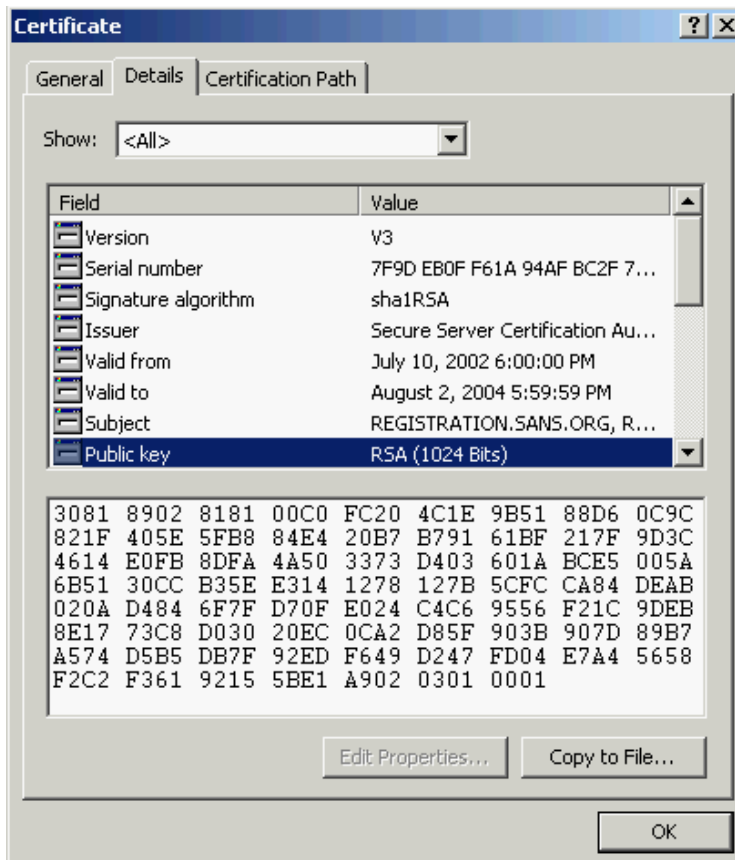 Certificate
General Details Certification Path
Show: <All>
Field Value
Version V3
Serial number 7F9D EB0F F61A 94AF BC2F 7...
Signature algorithm sha1RSA
Issuer Secure Server Certification Au...
Valid from July 10, 2002 6:00:00 PM
Valid to August 2, 2004 5:59:59 PM
Subject REGISTRATION.SANS.ORG, R...
Public key RSA (1024 Bits)
3081 8902 8181 00C0 FC20 4C1E 9B51 88D6 0C9C
821F 405E 5FB8 84E4 20B7 B791 61BF 217F 9D3C
4614 E0FB 8DFA 4A50 3373 D403 601A BCE5 005A
6B51 30CC B35E E314 1278 127B 5CFC CA84 DEAB
020A D484 6F7F D70F E024 C4C6 9556 F21C 9DEB
8E17 73C8 D030 20EC 0CA2 D85F 903B 907D 89B7
A574 D5B5 DB7F 92ED F649 D247 FD04 E7A4 5658
F2C2 F361 9215 5BE1 A902 0301 0001
Edit Properties... Copy to File...
OK